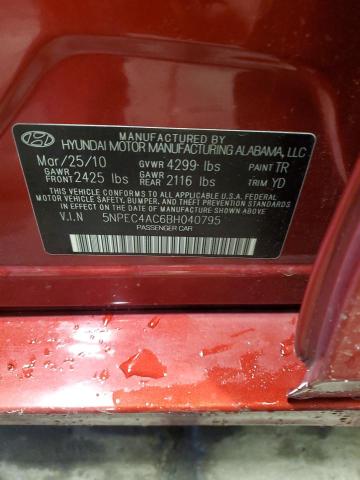 HYUNDAI MOTOR MANUFACTURING ALABAMA, LLC
Mar/25/10 GVWR 4299 lbs PAINT TR
GAWR FRONT 2425 lbs GAWR REAR 2116 lbs TRIM YD
THIS VEHICLE CONFORMS TO ALL APPLICABLE U.S. FEDERAL
MOTOR VEHICLE SAFETY, BUMPER, AND THEFT PREVENTION
STANDARDS IN EFFECT ON THE DATE OF MANUFACTURE SHOWN ABOVE.
V.I.N 5NPEC4AC6BH040795
PASSENGER CAR